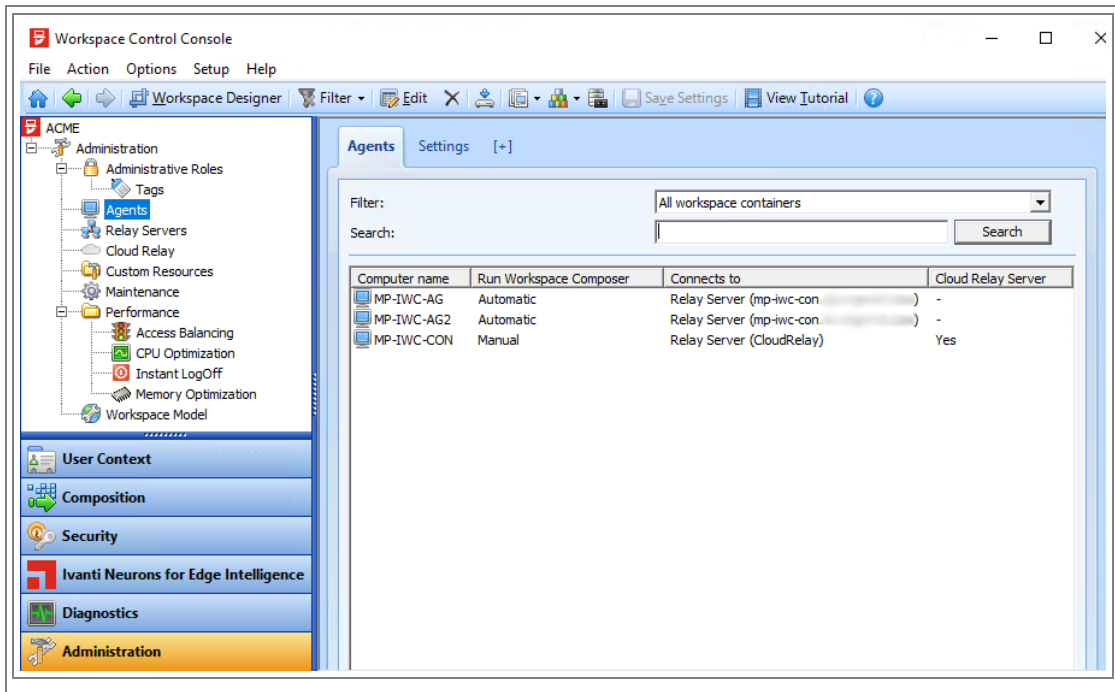 Workspace Control Console
File Action Options Setup Help
Workspace Designer Filter Edit Save Settings View Tutorial
ACME
Administration
Administrative Roles
Tags
Agents
Relay Servers
Cloud Relay
Custom Resources
Maintenance
Performance
Access Balancing
CPU Optimization
Instant LogOff
Memory Optimization
Workspace Model
User Context
Composition
Security
Ivanti Neurons for Edge Intelligence
Diagnostics
Administration
Agents Settings [+]
Filter: All workspace containers
Search: Search
Computer name Run Workspace Composer Connects to Cloud Relay Server
MP-IWC-AG Automatic Relay Server (mp-iwc-con. ) -
MP-IWC-AG2 Automatic Relay Server (mp-iwc-con. ) -
MP-IWC-CON Manual Relay Server (CloudRelay) Yes